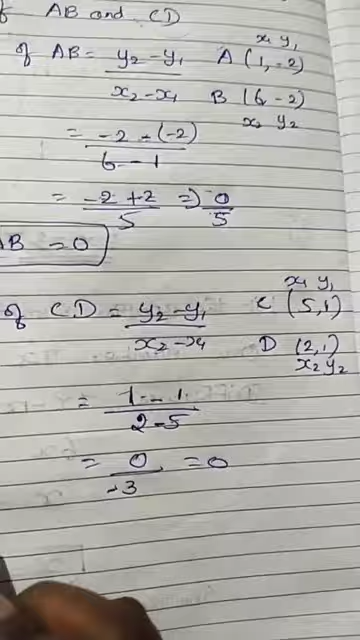 of AB and CD
of AB = y₂ - y₁ / x₂ - x₁
x₁ y₁
A (1, -2)
B (6, -2)
x₂ y₂
= -2 - (-2) / 6 - 1
= -2 + 2 / 5 => 0 / 5
AB = 0
of CD = y₂ - y₁ / x₂ - x₁
x₁ y₁
C (5, 1)
D (2, 1)
x₂ y₂
= 1 - 1 / 2 - 5
= 0 / -3 = 0